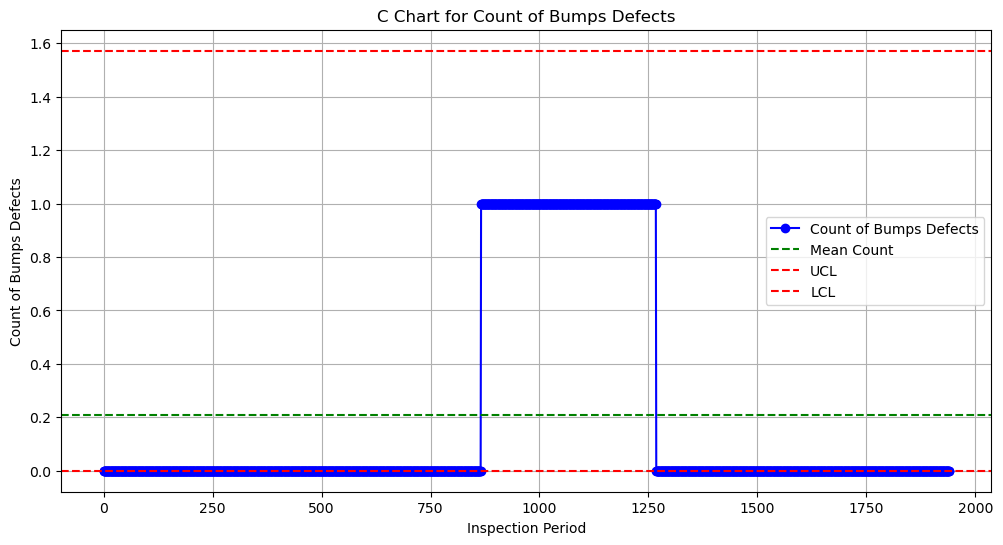 C Chart for Count of Bumps Defects
1.6
1.4
1.2
1.0
0.8
0.6
0.4
0.2
0.0
Count of Bumps Defects
Count of Bumps Defects
Mean Count
UCL
LCL
0 250 500 750 1000 1250 1500 1750 2000
Inspection Period